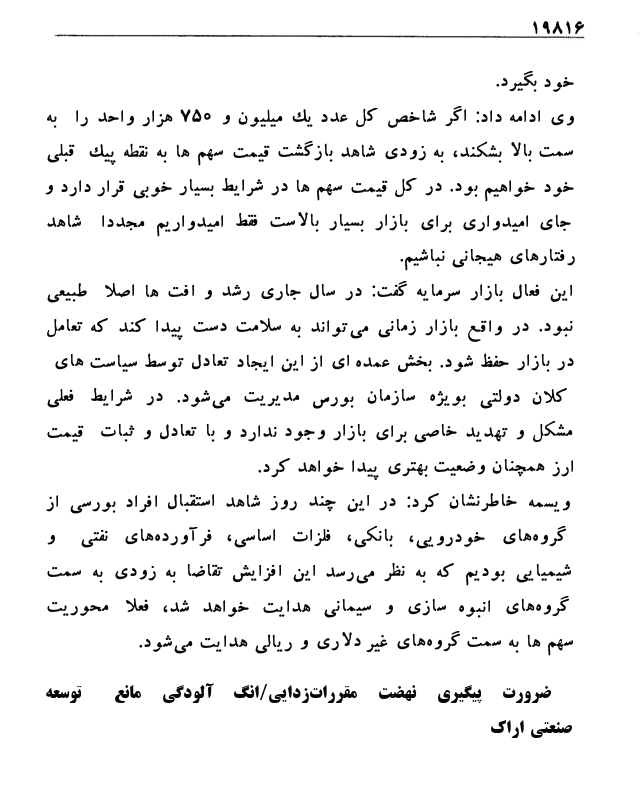 ۱۹۸۱۶
خود بگیرد.
وی ادامه داد: اگر شاخص کل عدد یك میلیون و ۷۵۰ هزار واحد را به
سمت بالا بشکند، به زودی شاهد بازگشت قیمت سهم ها به نقطه پیك قبلی
خود خواهیم بود. در کل قیمت سهم ها در شرایط بسیار خوبی قرار دارد و
جای امیدواری برای بازار بسیار بالاست فقط امیدواریم مجددا شاهد
رفتارهای هیجانی نباشیم.
این فعال بازار سرمایه گفت: در سال جاری رشد و افت ها اصلا طبیعی
نبود. در واقع بازار زمانی می‌تواند به سلامت دست پیدا کند که تعامل
در بازار حفظ شود. بخش عمده ای از این ایجاد تعادل توسط سیاست های
کلان دولتی بویژه سازمان بورس مدیریت می‌شود. در شرایط فعلی
مشکل و تهدید خاصی برای بازار وجود ندارد و با تعادل و ثبات قیمت
ارز همچنان وضعیت بهتری پیدا خواهد کرد.
ویسمه خاطرنشان کرد: در این چند روز شاهد استقبال افراد بورسی از
گروه‌های خودرویی، بانکی، فلزات اساسی، فرآورده‌های نفتی و
شیمیایی بودیم که به نظر می‌رسد این افزایش تقاضا به زودی به سمت
گروه‌های انبوه سازی و سیمانی هدایت خواهد شد، فعلا محوریت
سهم ها به سمت گروه‌های غیر دلاری و ریالی هدایت می‌شود.
ضرورت پیگیری نهضت مقررات‌زدایی/انگ آلودگی مانع توسعه
صنعتی اراک